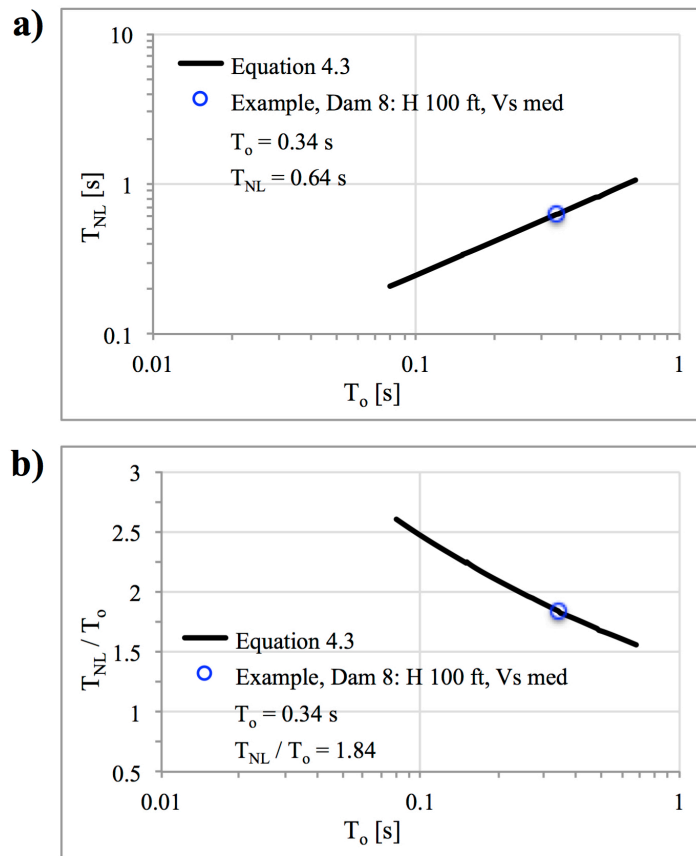 a)
10
1
0.1
T_NL [s]
Equation 4.3
Example, Dam 8: H 100 ft, Vs med
T_o = 0.34 s
T_NL = 0.64 s
0.01
0.1
1
T_o [s]
b)
3
2.5
2
1.5
1
0.5
T_NL / T_o
Equation 4.3
Example, Dam 8: H 100 ft, Vs med
T_o = 0.34 s
T_NL / T_o = 1.84
0.01
0.1
1
T_o [s]